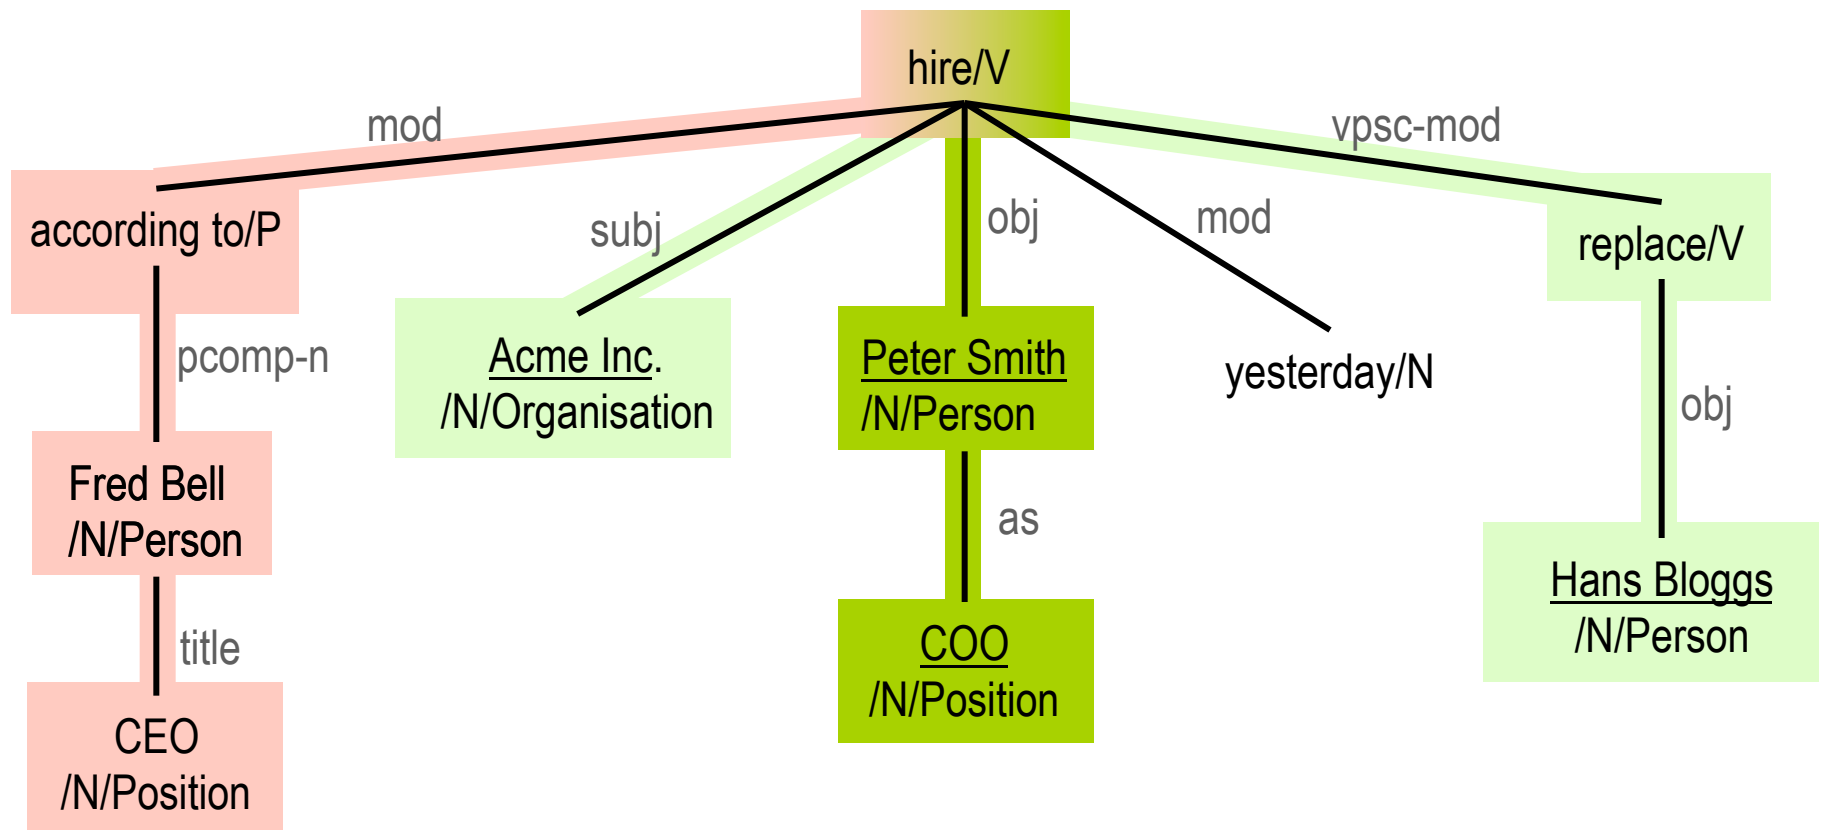 hire/V
mod
vpsc-mod
according to/P
subj
obj
mod
replace/V
pcomp-n
Acme Inc.
/N/Organisation
Peter Smith
/N/Person
yesterday/N
obj
Fred Bell
/N/Person
as
Hans Bloggs
/N/Person
title
COO
/N/Position
CEO
/N/Position